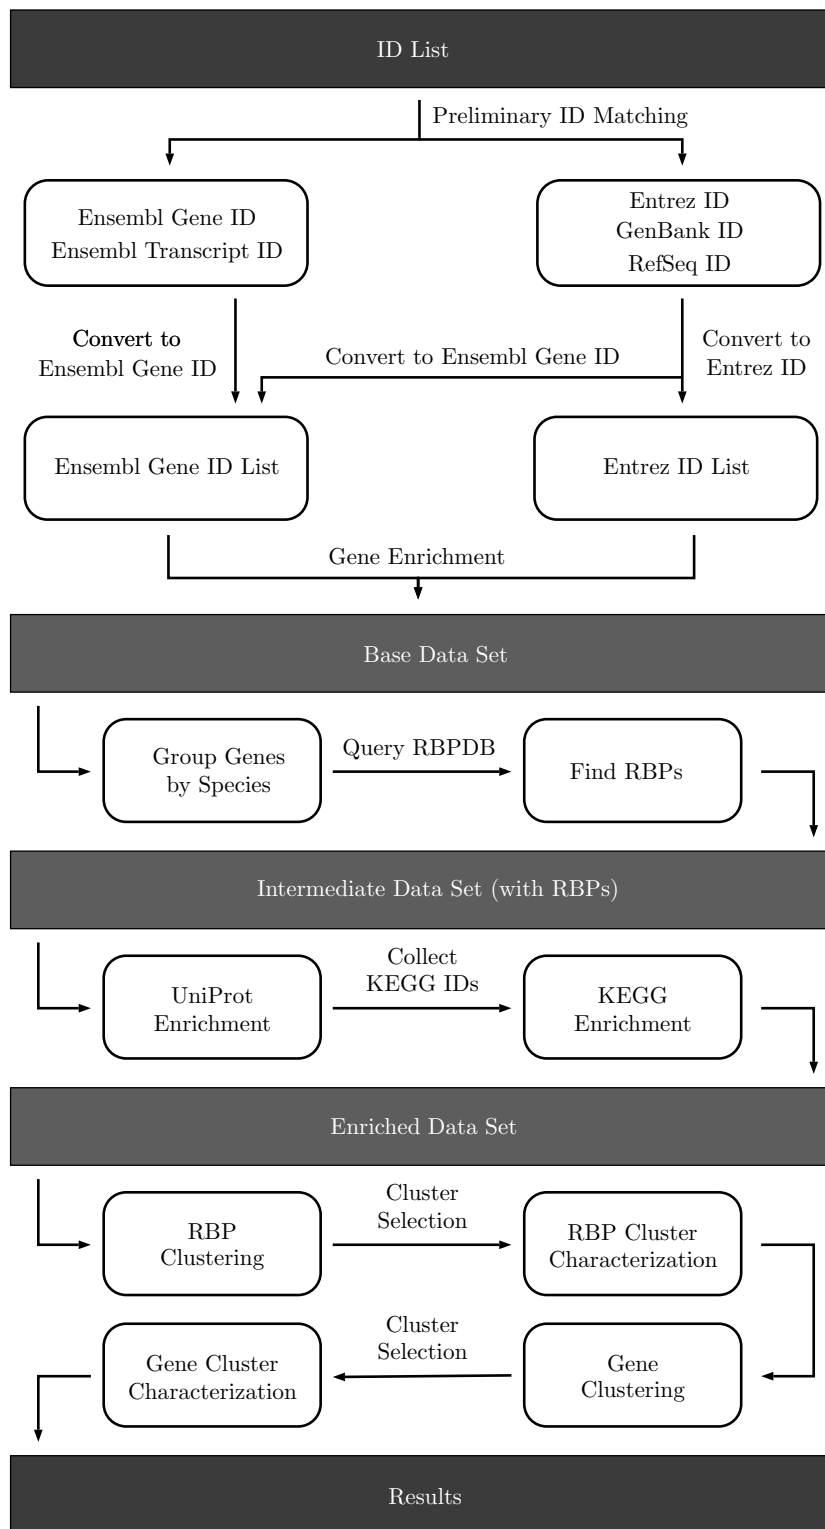 ID List
Preliminary ID Matching
Ensembl Gene ID
Ensembl Transcript ID
Entrez ID
GenBank ID
RefSeq ID
Convert to
Ensembl Gene ID
Convert to Ensembl Gene ID
Convert to
Entrez ID
Ensembl Gene ID List
Entrez ID List
Gene Enrichment
Base Data Set
Group Genes
by Species
Query RBPDB
Find RBPs
Intermediate Data Set (with RBPs)
UniProt
Enrichment
Collect
KEGG IDs
KEGG
Enrichment
Enriched Data Set
RBP
Clustering
Cluster
Selection
RBP Cluster
Characterization
Gene Cluster
Characterization
Cluster
Selection
Gene
Clustering
Results